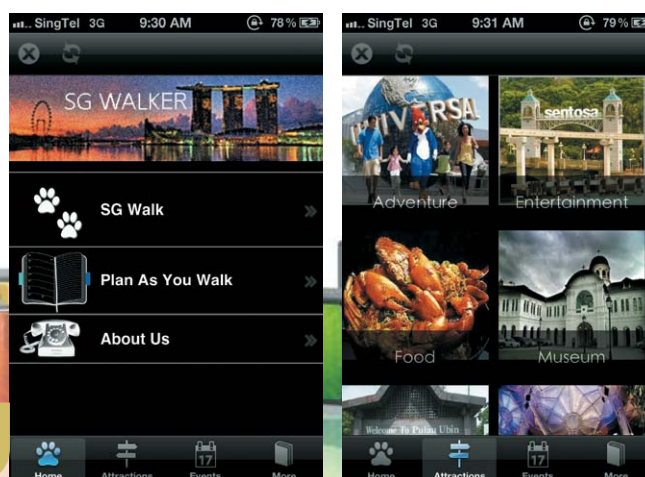 SingTel 3G 9:30 AM 78%
SG WALKER
SG Walk
Plan As You Walk
About Us
17
Home Attractions Events More
SingTel 3G 9:31 AM 79%
UNIVERSAL
sentosa
Adventure Entertainment
Food Museum
Welcome To Pulau Ubin
17
Home Attractions Events More